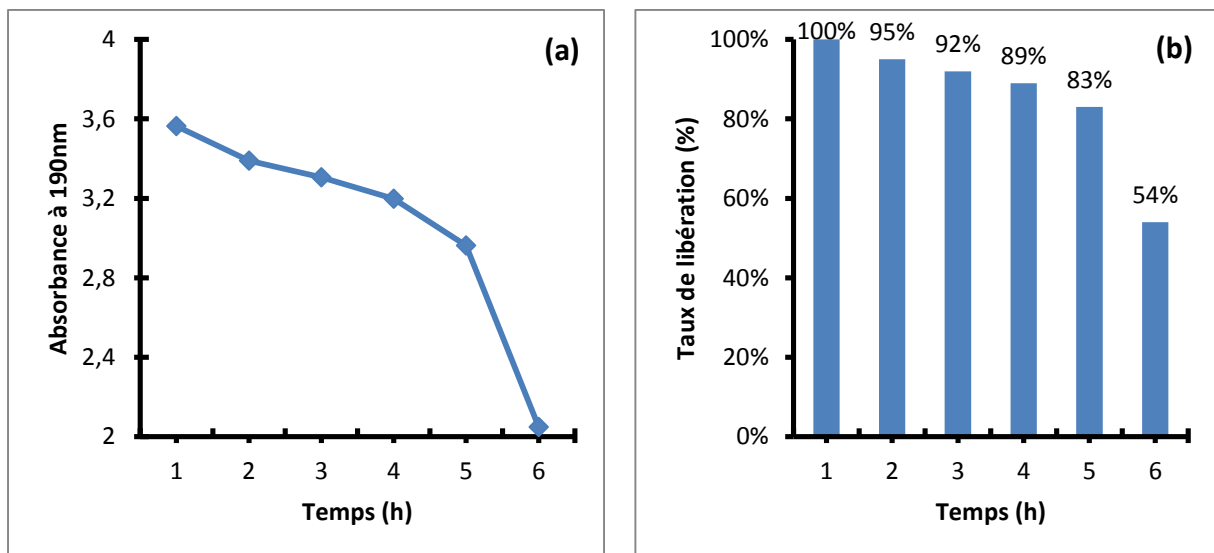 (a)
4
3,6
3,2
2,8
2,4
2
Absorbance à 190nm
1 2 3 4 5 6
Temps (h)
(b)
100% 95% 92% 89% 83% 54%
100%
80%
60%
40%
20%
0%
Taux de libération (%)
1 2 3 4 5 6
Temps (h)